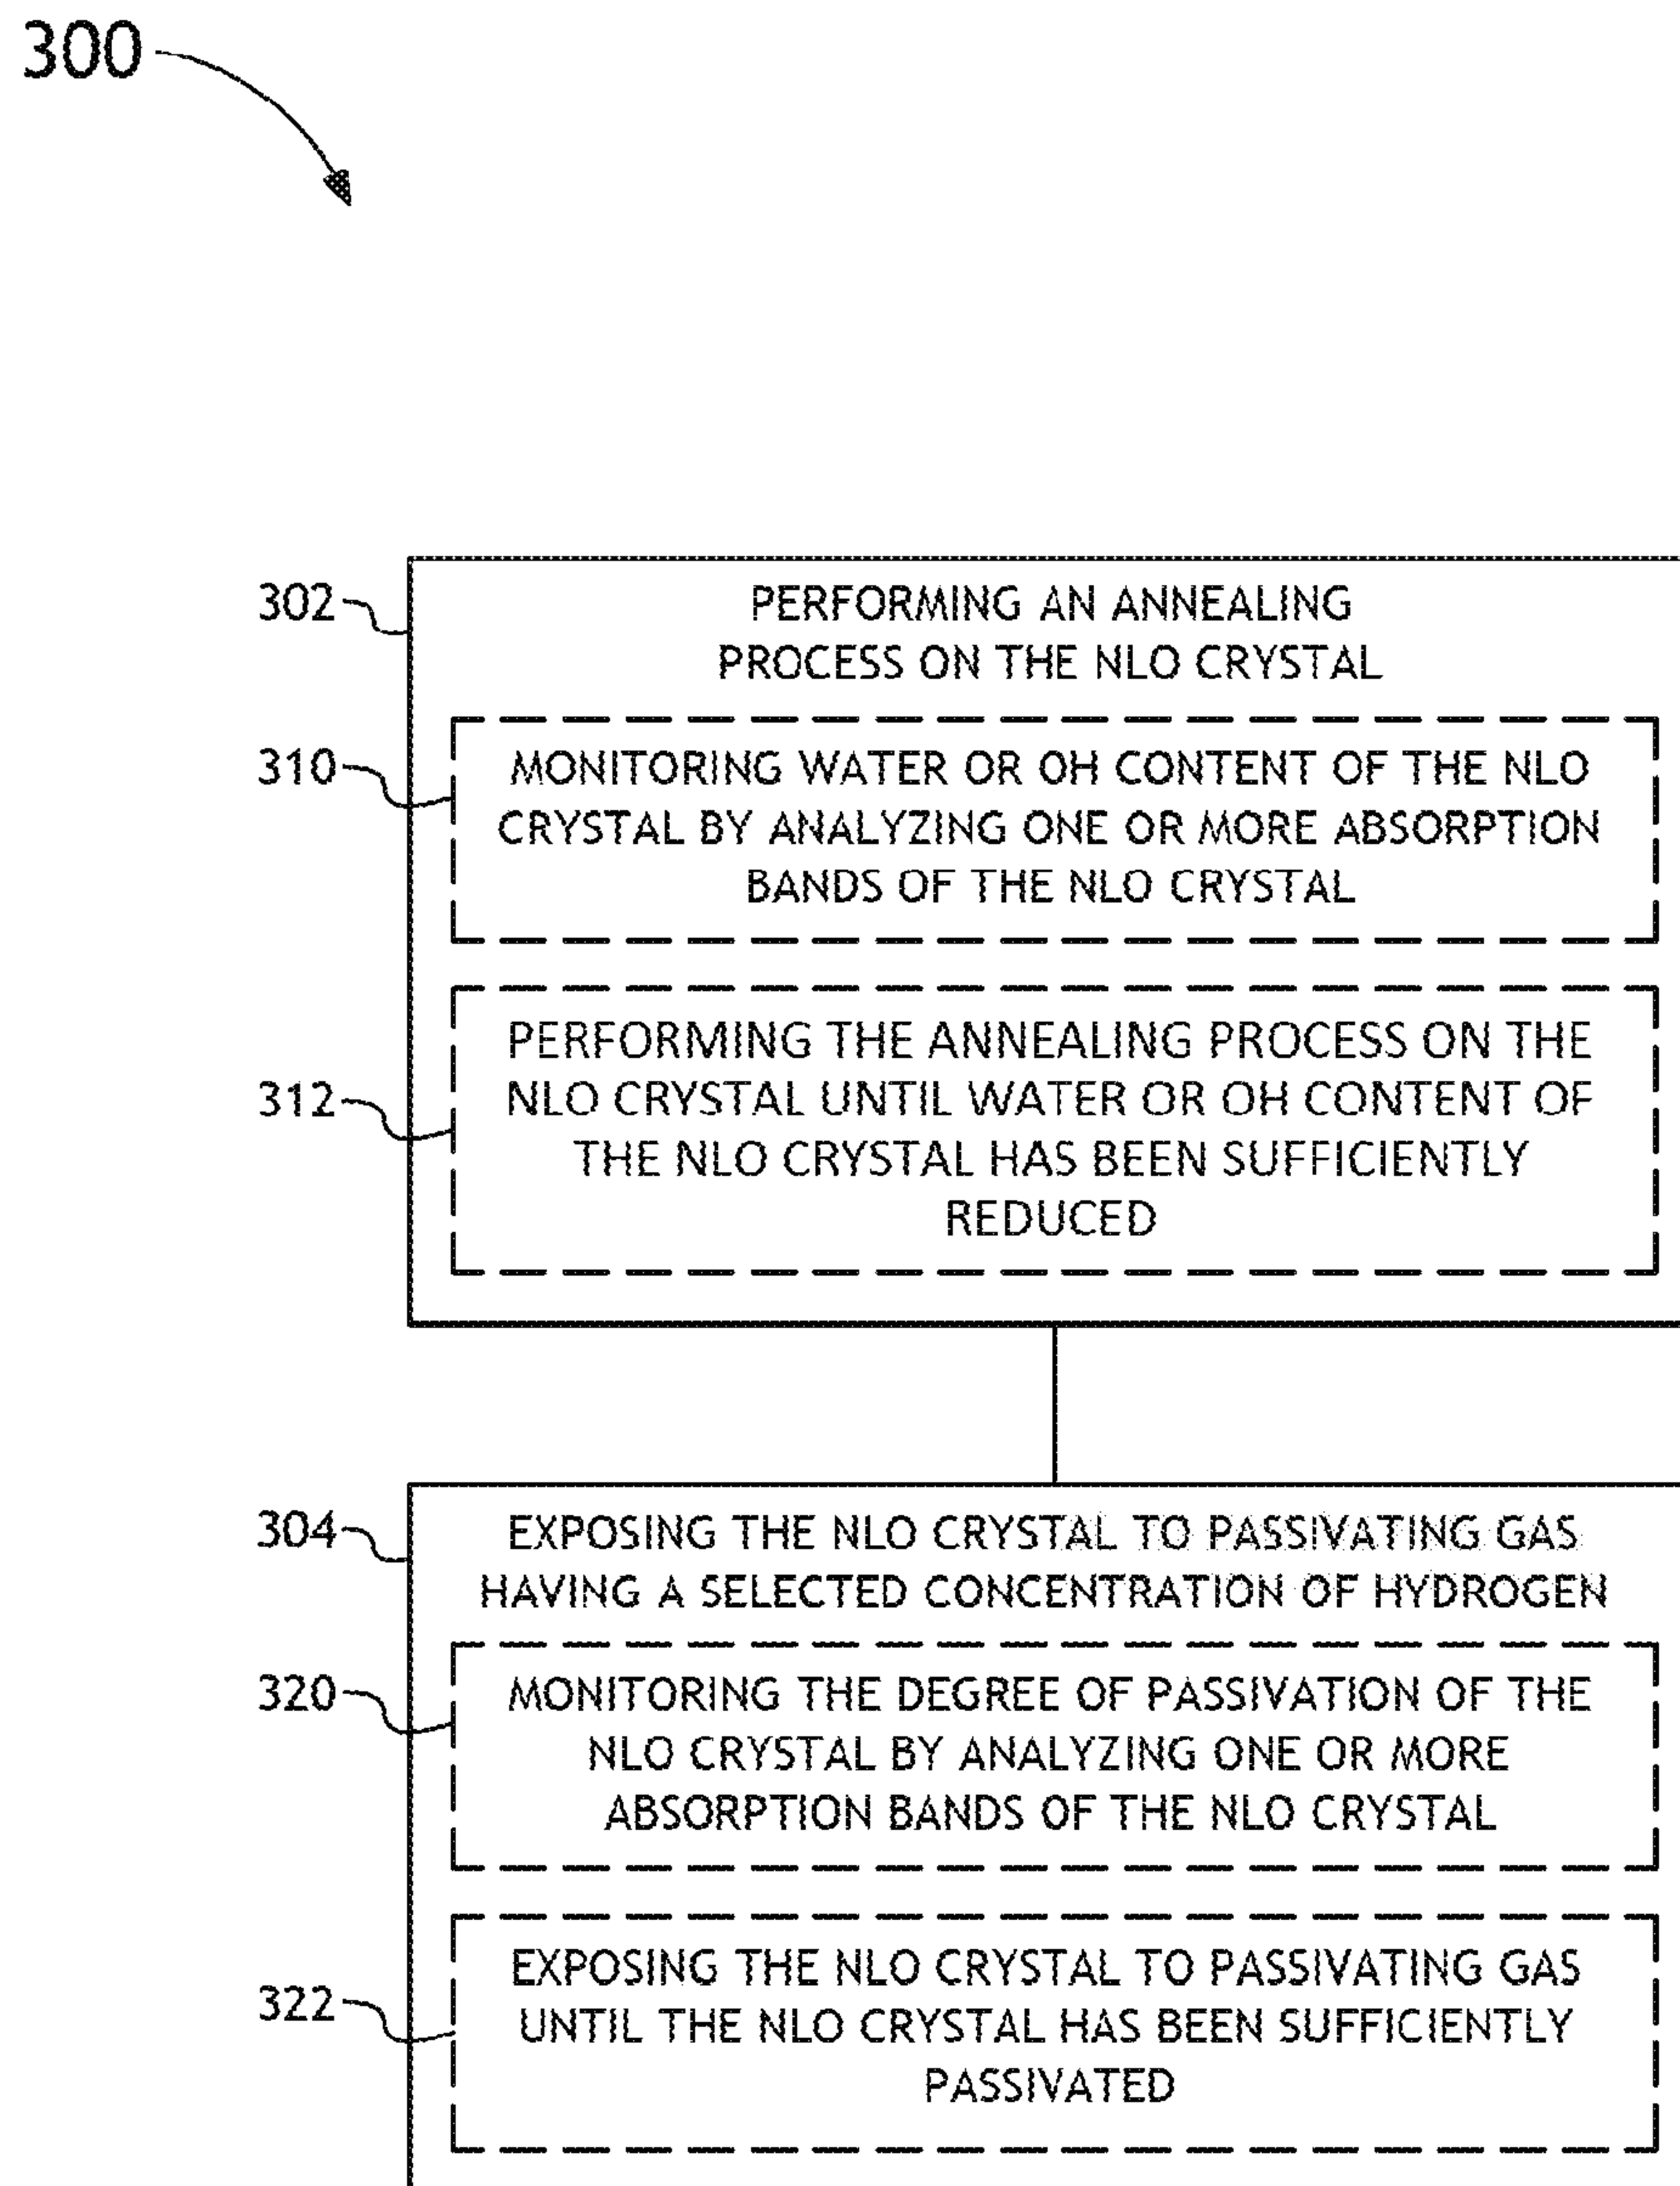 300
302
PERFORMING AN ANNEALING
PROCESS ON THE NLO CRYSTAL
310
MONITORING WATER OR OH CONTENT OF THE NLO
CRYSTAL BY ANALYZING ONE OR MORE ABSORPTION
BANDS OF THE NLO CRYSTAL
312
PERFORMING THE ANNEALING PROCESS ON THE
NLO CRYSTAL UNTIL WATER OR OH CONTENT OF
THE NLO CRYSTAL HAS BEEN SUFFICIENTLY
REDUCED
304
EXPOSING THE NLO CRYSTAL TO PASSIVATING GAS
HAVING A SELECTED CONCENTRATION OF HYDROGEN
320
MONITORING THE DEGREE OF PASSIVATION OF THE
NLO CRYSTAL BY ANALYZING ONE OR MORE
ABSORPTION BANDS OF THE NLO CRYSTAL
322
EXPOSING THE NLO CRYSTAL TO PASSIVATING GAS
UNTIL THE NLO CRYSTAL HAS BEEN SUFFICIENTLY
PASSIVATED